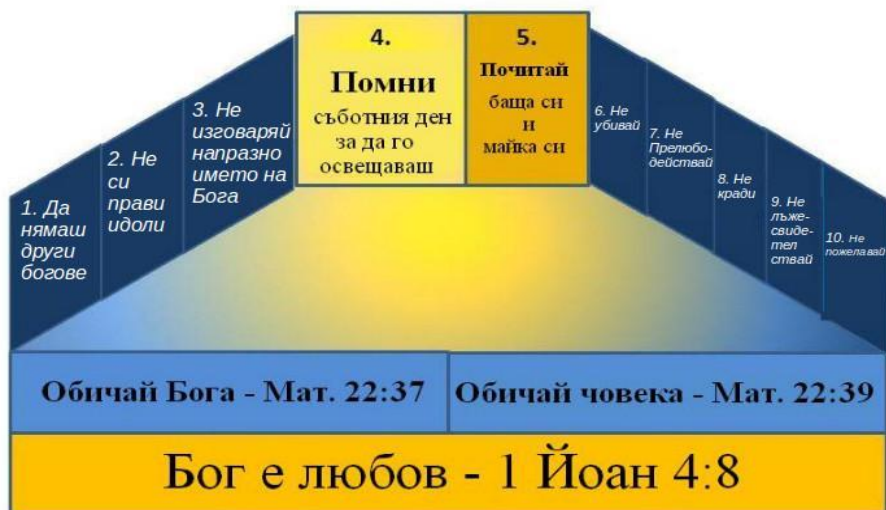 1. Да
нямаш
други
богове
2. Не
си
прави
идоли
3. Не
изговаряй
напразно
името на
Бога
4.
Помни
съботния ден
за да го
освещаваш
5.
Почитай
баща си
и
майка си
6. Не
убивай
7. Не
Прелюбо-
действай
8. Не
кради
9. Не
лъже-
свиде-
тел
ствай
10. Не
пожелавай
Обичай Бога - Мат. 22:37
Обичай човека - Мат. 22:39
Бог е любов - 1 Йоан 4:8